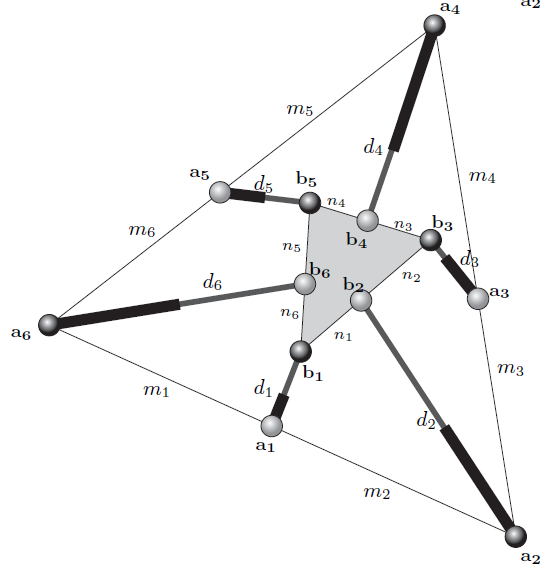 a₂
a₄
m₅
d₄
a₅
d₅
b₅
m₄
n₄
n₃
b₃
m₆
b₄
n₅
d₃
b₆
n₂
d₆
b₂
a₃
n₆
a₆
n₁
m₃
b₁
d₁
m₁
d₂
a₁
m₂
a₂